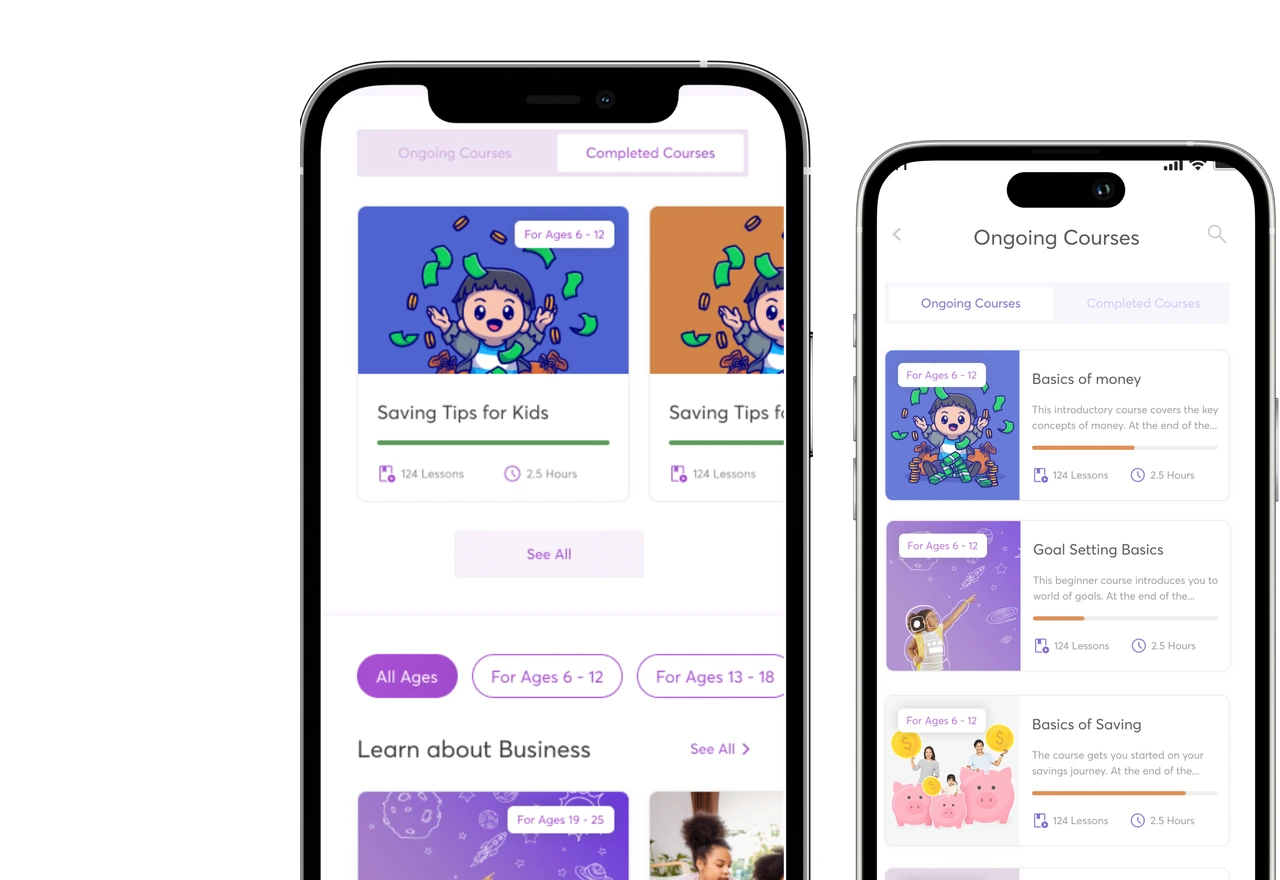 Ongoing Courses
Completed Courses
For Ages 6 - 12
Saving Tips for Kids
124 Lessons
2.5 Hours
Saving Tips fo
124 Lessons
See All
All Ages
For Ages 6 - 12
For Ages 13 - 18
Learn about Business
See All
For Ages 19 - 25
Ongoing Courses
Ongoing Courses
Completed Courses
For Ages 6 - 12
Basics of money
This introductory course covers the key
concepts of money. At the end of the...
124 Lessons
2.5 Hours
For Ages 6 - 12
Goal Setting Basics
This beginner course introduces you to
world of goals. At the end of the...
124 Lessons
2.5 Hours
For Ages 6 - 12
Basics of Saving
The course gets you started on your
savings journey. At the end of the...
124 Lessons
2.5 Hours